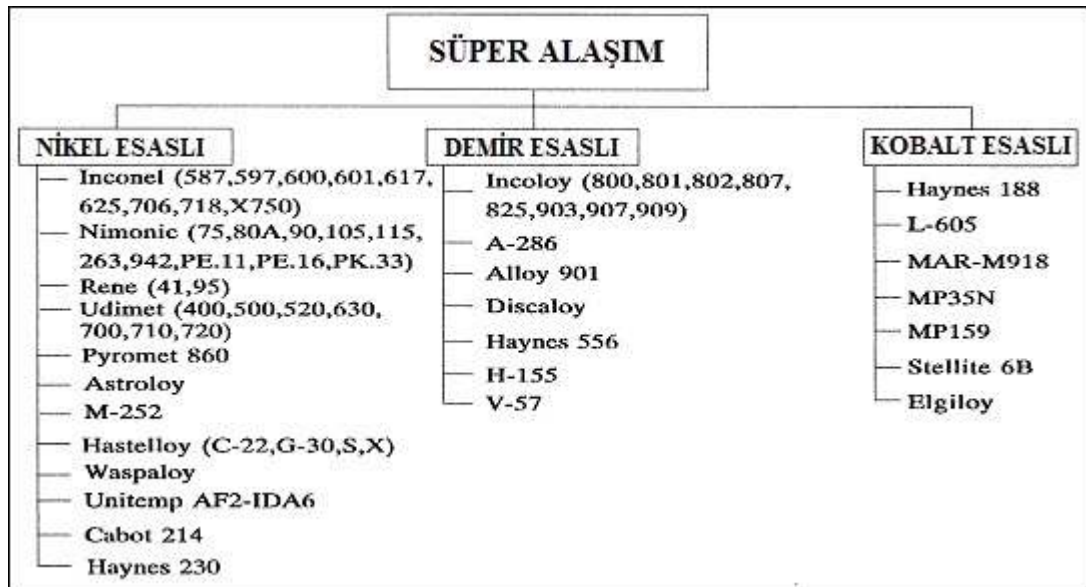 SÜPER ALAŞIM
NİKEL ESASLI
Inconel (587,597,600,601,617,
625,706,718,X750)
Nimonic (75,80A,90,105,115,
263,942,PE.11,PE.16,PK.33)
Rene (41,95)
Udimet (400,500,520,630,
700,710,720)
Pyromet 860
Astroloy
M-252
Hastelloy (C-22,G-30,S,X)
Waspaloy
Unitemp AF2-IDA6
Cabot 214
Haynes 230
DEMİR ESASLI
Incoloy (800,801,802,807,
825,903,907,909)
A-286
Alloy 901
Discaloy
Haynes 556
H-155
V-57
KOBALT ESASLI
Haynes 188
L-605
MAR-M918
MP35N
MP159
Stellite 6B
Elgiloy